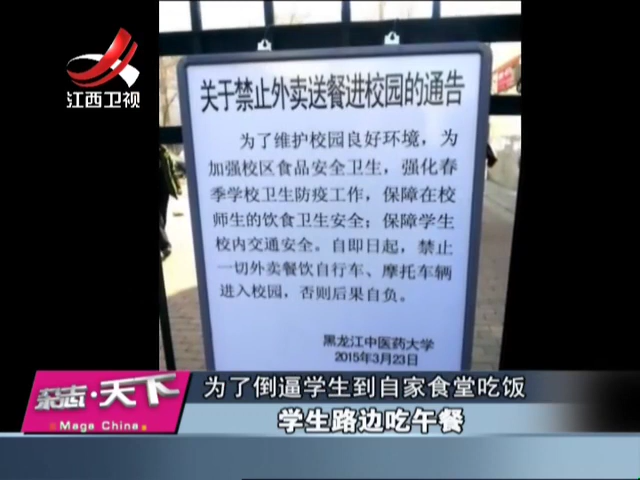 江西卫视
关于禁止外卖送餐进校园的通告
为了维护校园良好环境，为
加强校区食品安全卫生，强化春
季学校卫生防疫工作，保障在校
师生的饮食卫生安全；保障学生
校内交通安全。自即日起，禁止
一切外卖餐饮自行车、摩托车辆
进入校园，否则后果自负。
黑龙江中医药大学
2015年3月23日
杂志·天下
Maga China
为了倒逼学生到自家食堂吃饭
学生路边吃午餐